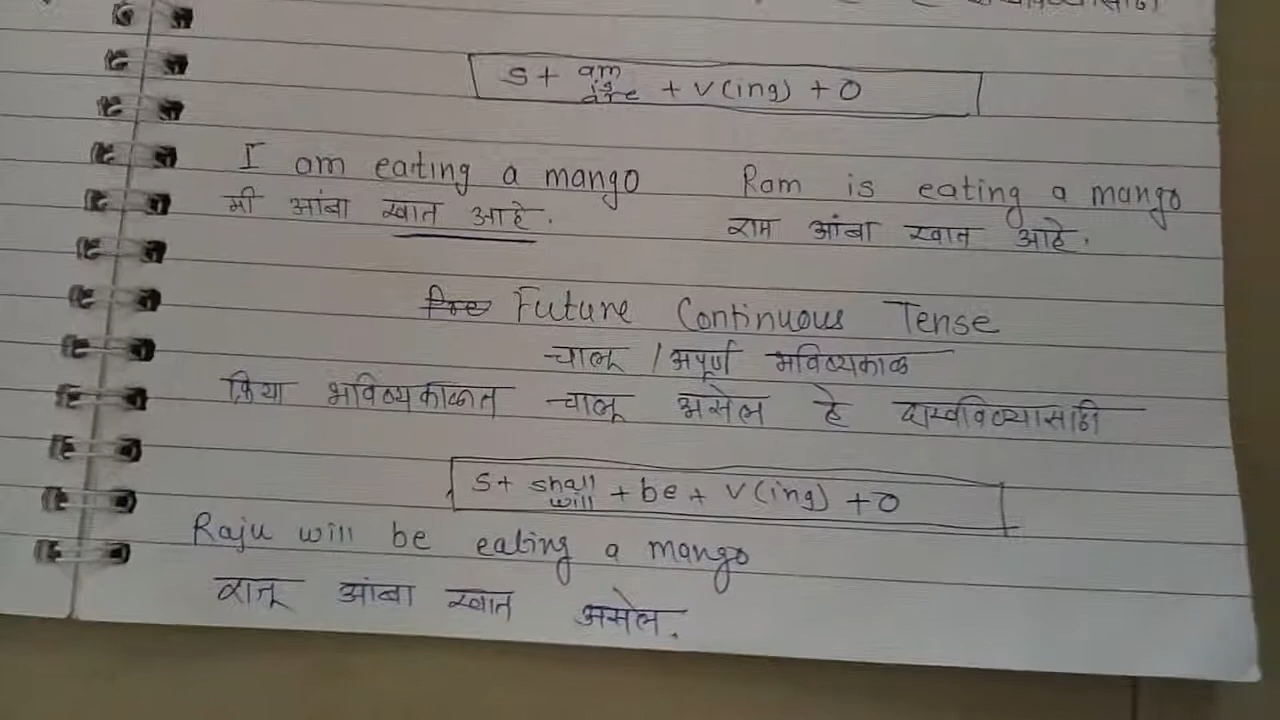 S + am is are + V(ing) + O
I am eating a mango Ram is eating a mango
मी आंबा खात आहे. राम आंबा खात आहे.
Future Continuous Tense
चालू / अपूर्ण भविष्यकाळ
क्रिया भविष्यकाळात चालू असेल हे दाखविण्यासाठी
S + shall will + be + V(ing) + O
Raju will be eating a mango
राजू आंबा खात असेल.